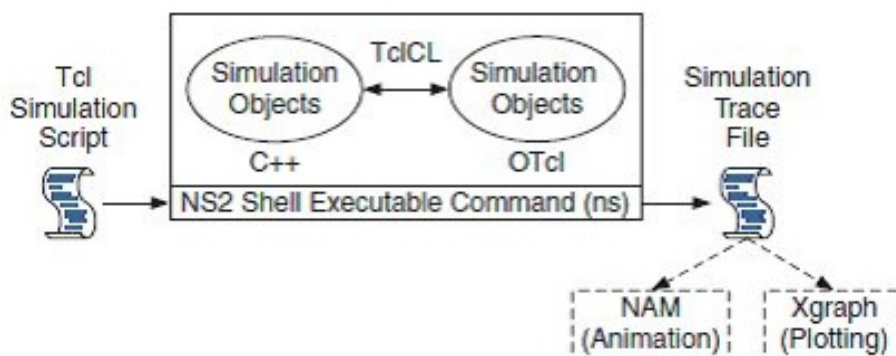 Tcl
Simulation
Script
Simulation
Objects
C++
TclCL
Simulation
Objects
OTcl
NS2 Shell Executable Command (ns)
Simulation
Trace
File
NAM
(Animation)
Xgraph
(Plotting)